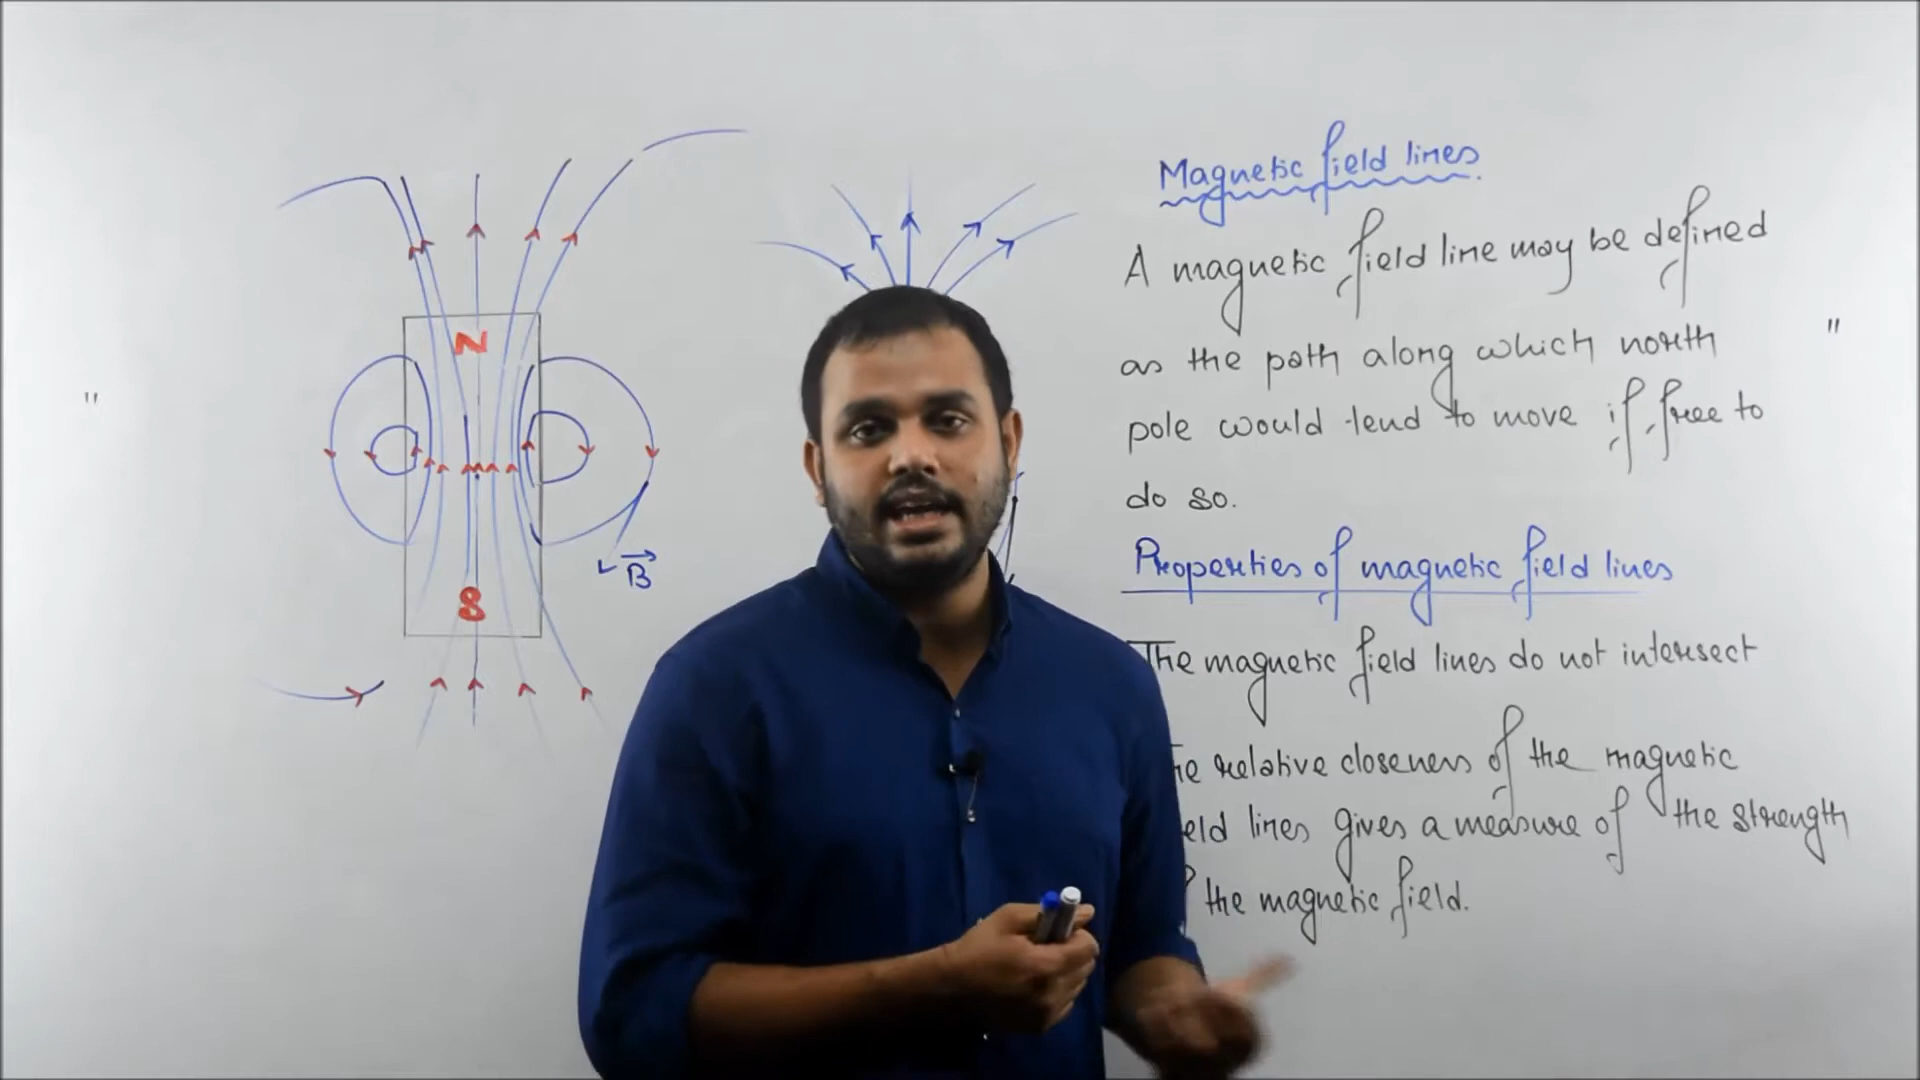 Magnetic field lines
A magnetic field line may be defined
as the path along which north
pole would tend to move if free to
do so.
Properties of magnetic field lines
The magnetic field lines do not intersect
relative closeness of the magnetic
lines gives a measure of the strength
the magnetic field.
N
S
B